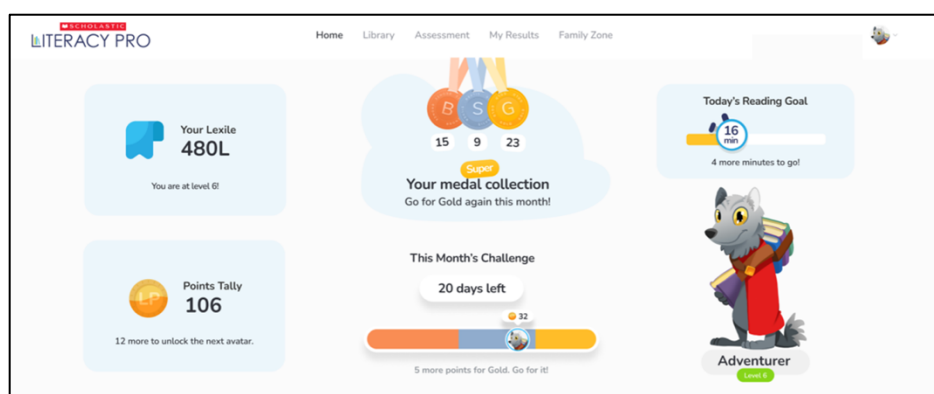 SCHOLASTIC
LITERACY PRO
Home Library Assessment My Results Family Zone
Your Lexile
480L
You are at level 6!
B S G
15 9 23
Super
Your medal collection
Go for Gold again this month!
Today's Reading Goal
16
min
4 more minutes to go!
LP
Points Tally
106
12 more to unlock the next avatar.
This Month's Challenge
20 days left
32
5 more points for Gold. Go for it!
Adventurer
Level 6